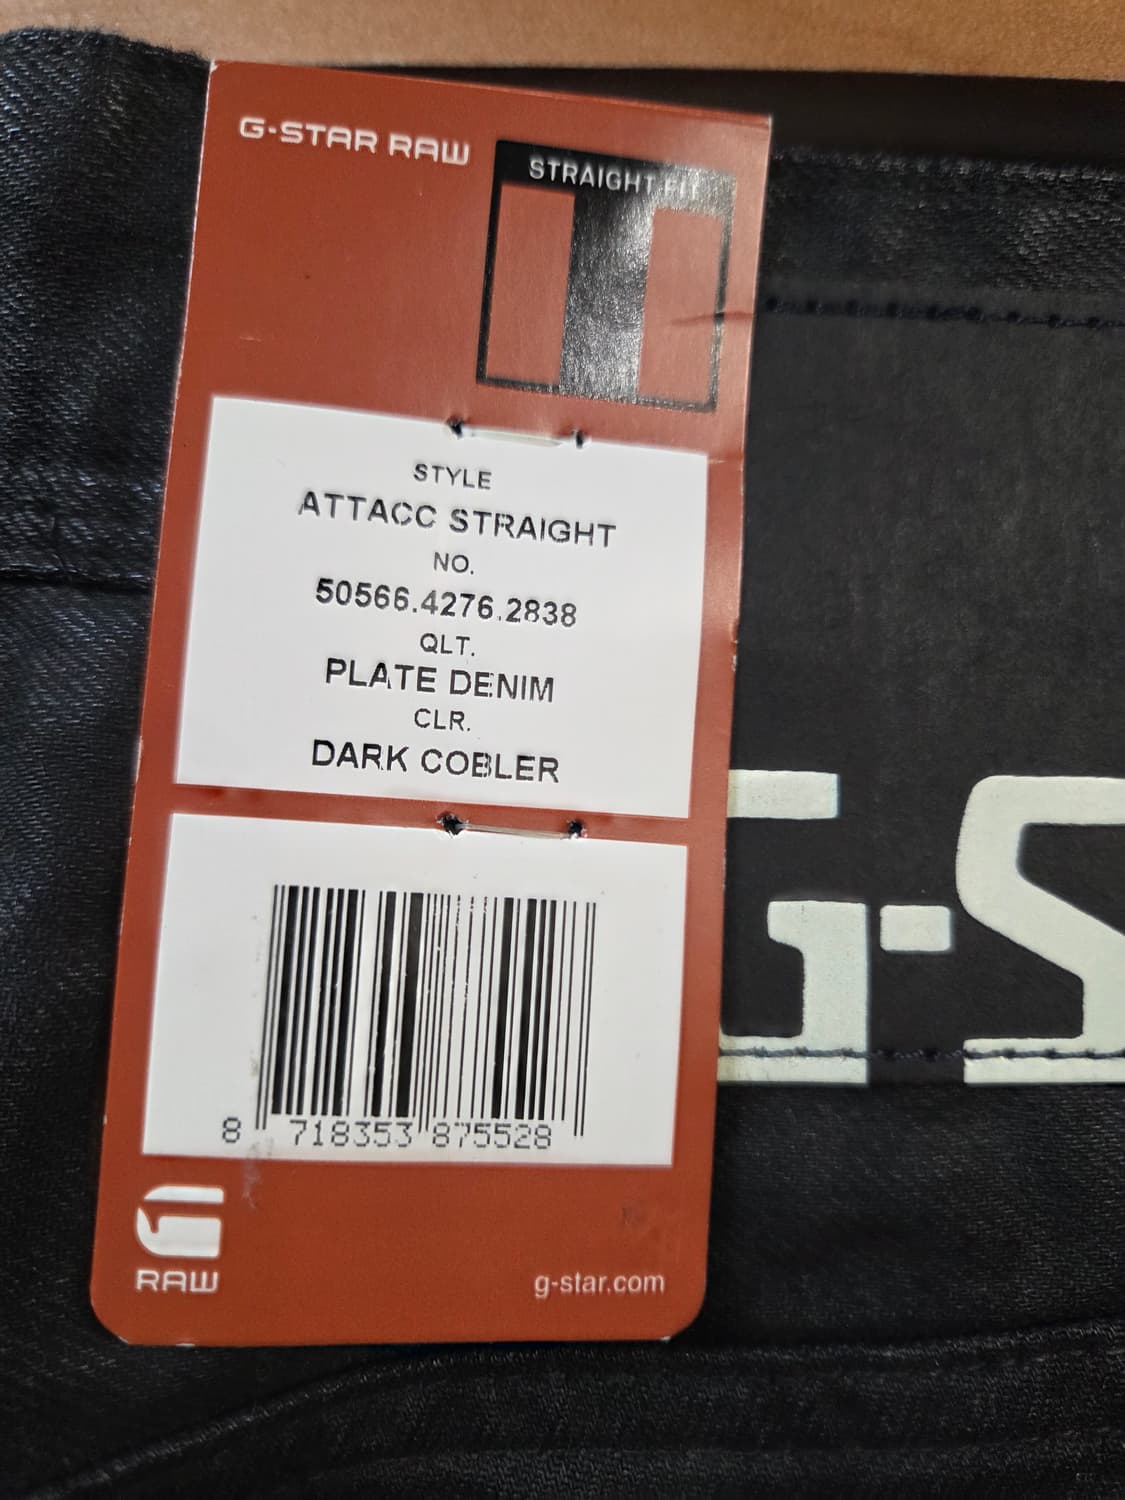 G-STAR RAW
STRAIGHT FIT
STYLE
ATTACC STRAIGHT
NO.
50566.4276.2838
QLT.
PLATE DENIM
CLR.
DARK COBLER
8 718353 875528
RAW
g-star.com
G-S